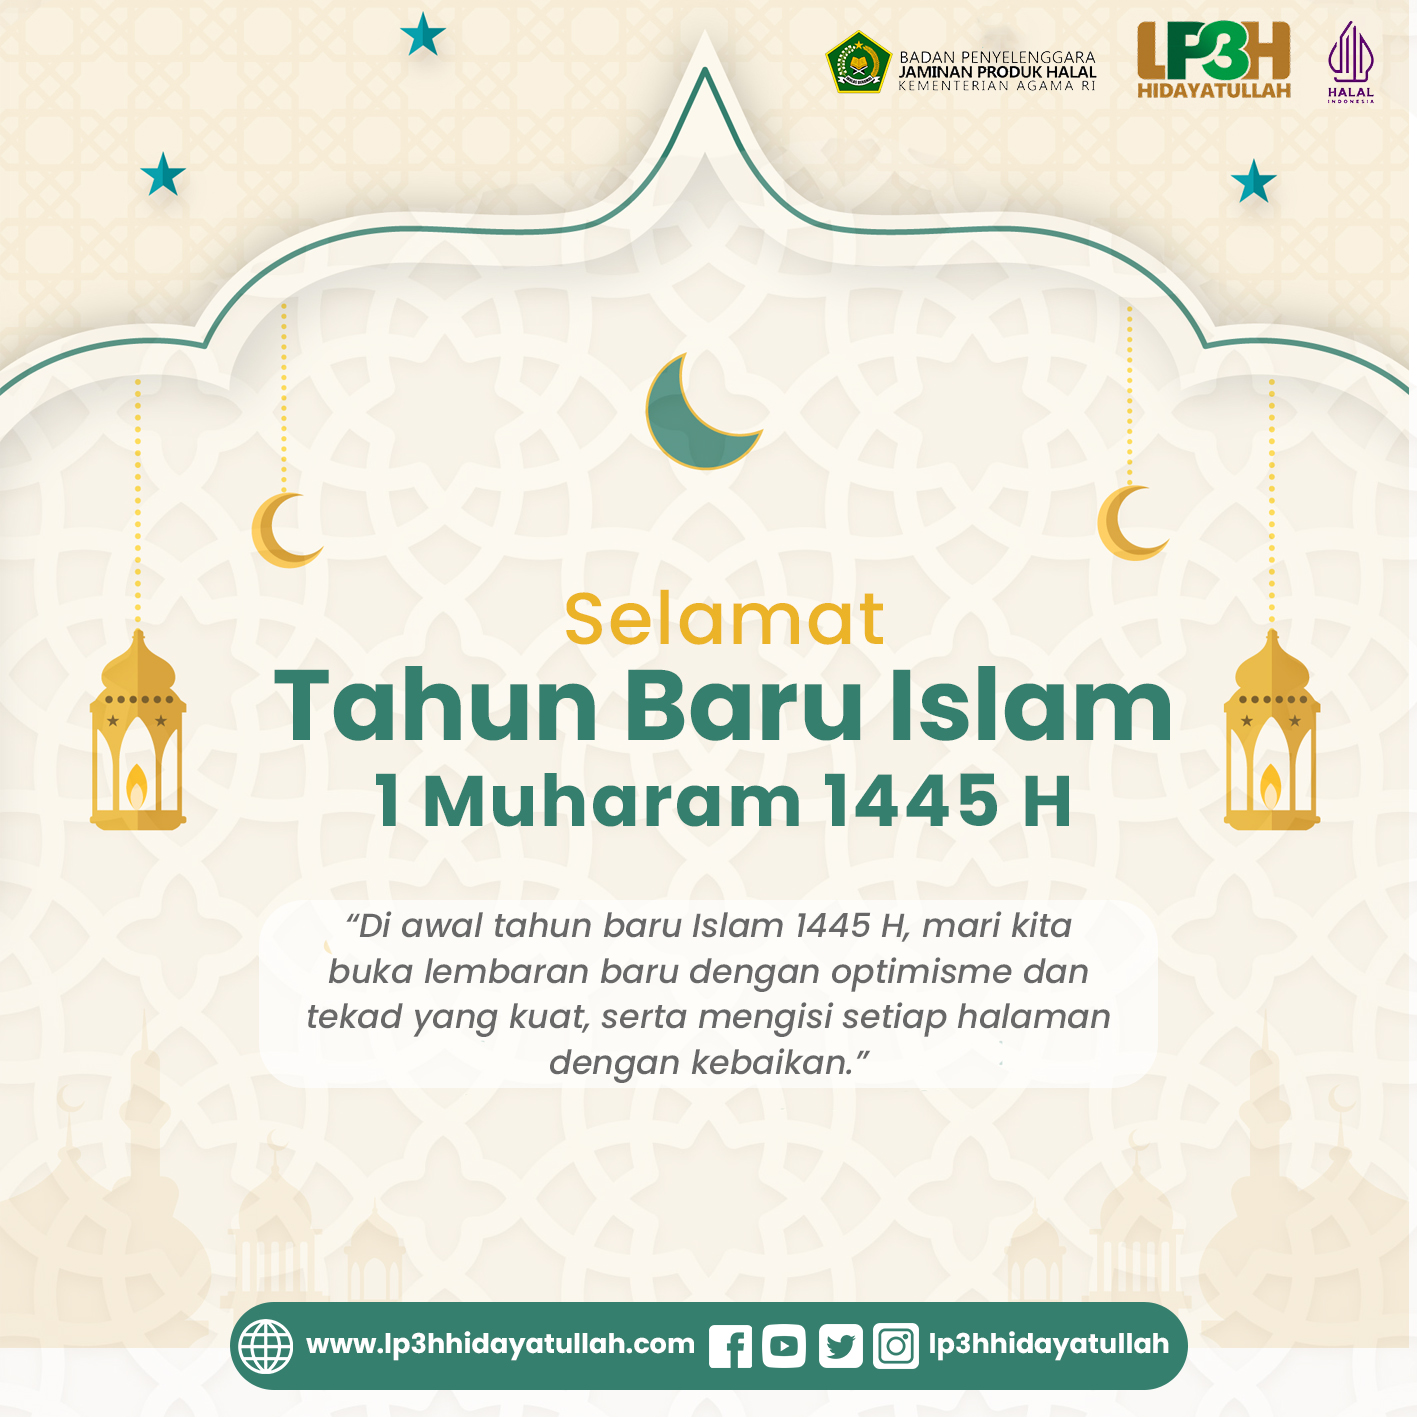 BADAN PENYELENGGARA
JAMINAN PRODUK HALAL
KEMENTERIAN AGAMA RI
LP3H
HIDAYATULLAH
HALAL
INDONESIA
Selamat
Tahun Baru Islam
1 Muharam 1445 H
“Di awal tahun baru Islam 1445 H, mari kita
buka lembaran baru dengan optimisme dan
tekad yang kuat, serta mengisi setiap halaman
dengan kebaikan.”
www.lp3hhidayatullah.com lp3hhidayatullah